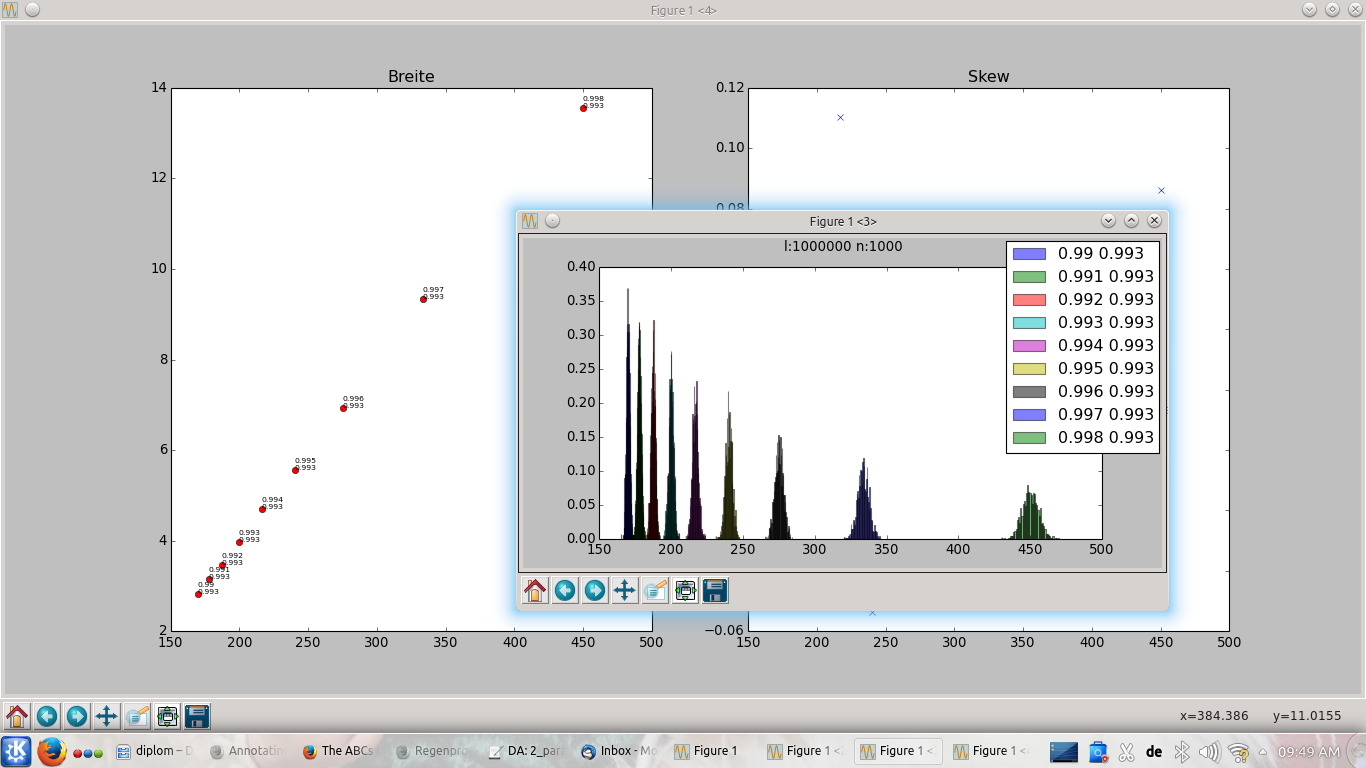 Figure 1 <4>
Breite
14
12
10
8
6
4
2
150 200 250 300 350 400 450 500
0.998
0.993
0.997
0.993
0.996
0.993
0.995
0.993
0.994
0.993
0.993
0.993
0.992
0.993
0.991
0.993
0.99
0.993
Skew
0.12
0.10
0.08
−0.06
150 200 250 300 350 400 450 500
Figure 1 <3>
l:1000000 n:1000
0.40
0.35
0.30
0.25
0.20
0.15
0.10
0.05
0.00
150 200 250 300 350 400 450 500
0.99 0.993
0.991 0.993
0.992 0.993
0.993 0.993
0.994 0.993
0.995 0.993
0.996 0.993
0.997 0.993
0.998 0.993
x=384.386 y=11.0155
diplom – D
Annotatin
The ABCs
Regenpro
DA: 2_par
Inbox - Mo
Figure 1
Figure 1 <
Figure 1 <
Figure 1 <
de
09:49 AM